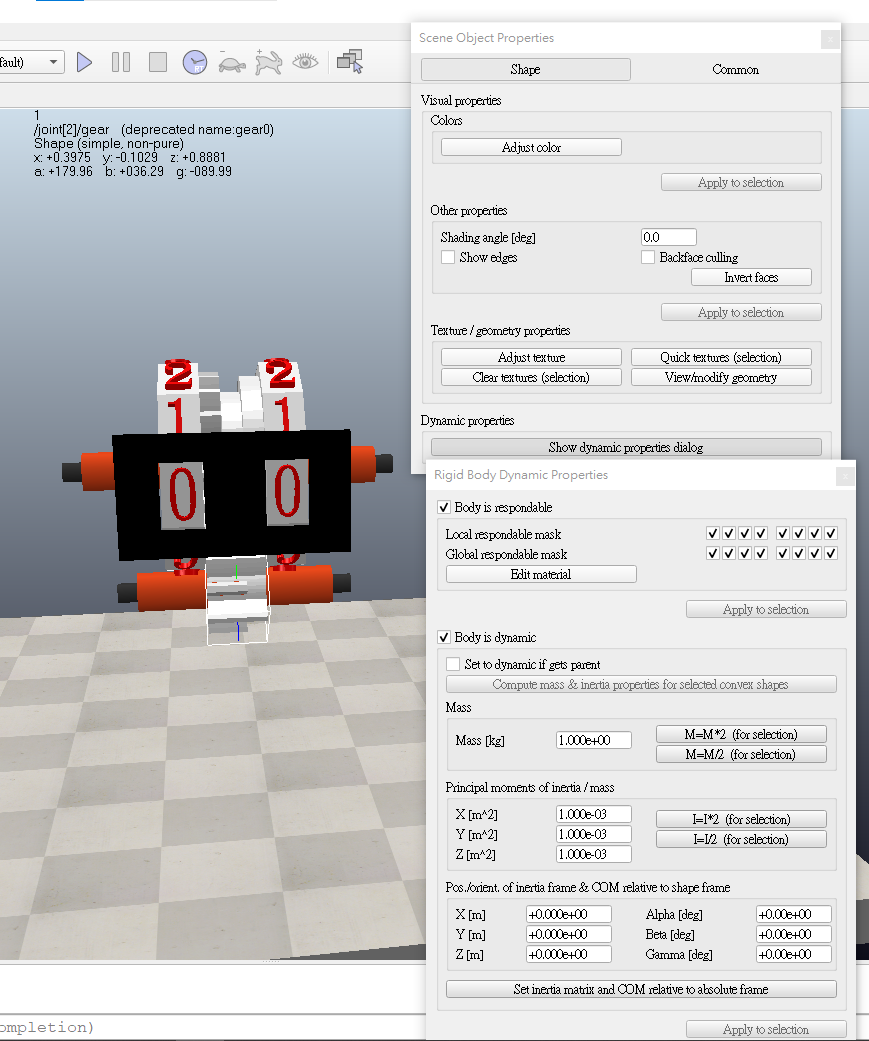 Scene Object Properties
fault)
Shape Common
Visual properties
Colors
Adjust color
Apply to selection
1
/joint[2]/gear (deprecated name:gear0)
Shape (simple, non-pure)
x: +0.3975 y: -0.1029 z: +0.8881
a: +179.96 b: +036.29 g: -089.99
Other properties
Shading angle [deg] 0.0
Show edges Backface culling
Invert faces
Apply to selection
Texture / geometry properties
Adjust texture Quick textures (selection)
Clear textures (selection) View/modify geometry
Dynamic properties
Show dynamic properties dialog
2 2
1 1
0 0
Rigid Body Dynamic Properties
Body is respondable
Local respondable mask
Global respondable mask
Edit material
Apply to selection
Body is dynamic
Set to dynamic if gets parent
Compute mass & inertia properties for selected convex shapes
Mass
Mass [kg] 1.000e+00 M=M*2 (for selection)
M=M/2 (for selection)
Principal moments of inertia / mass
X [m^2] 1.000e-03 I=I*2 (for selection)
Y [m^2] 1.000e-03 I=I/2 (for selection)
Z [m^2] 1.000e-03
Pos./orient. of inertia frame & COM relative to shape frame
X [m] +0.000e+00 Alpha [deg] +0.00e+00
Y [m] +0.000e+00 Beta [deg] +0.00e+00
Z [m] +0.000e+00 Gamma [deg] +0.00e+00
Set inertia matrix and COM relative to absolute frame
Apply to selection
ompletion)